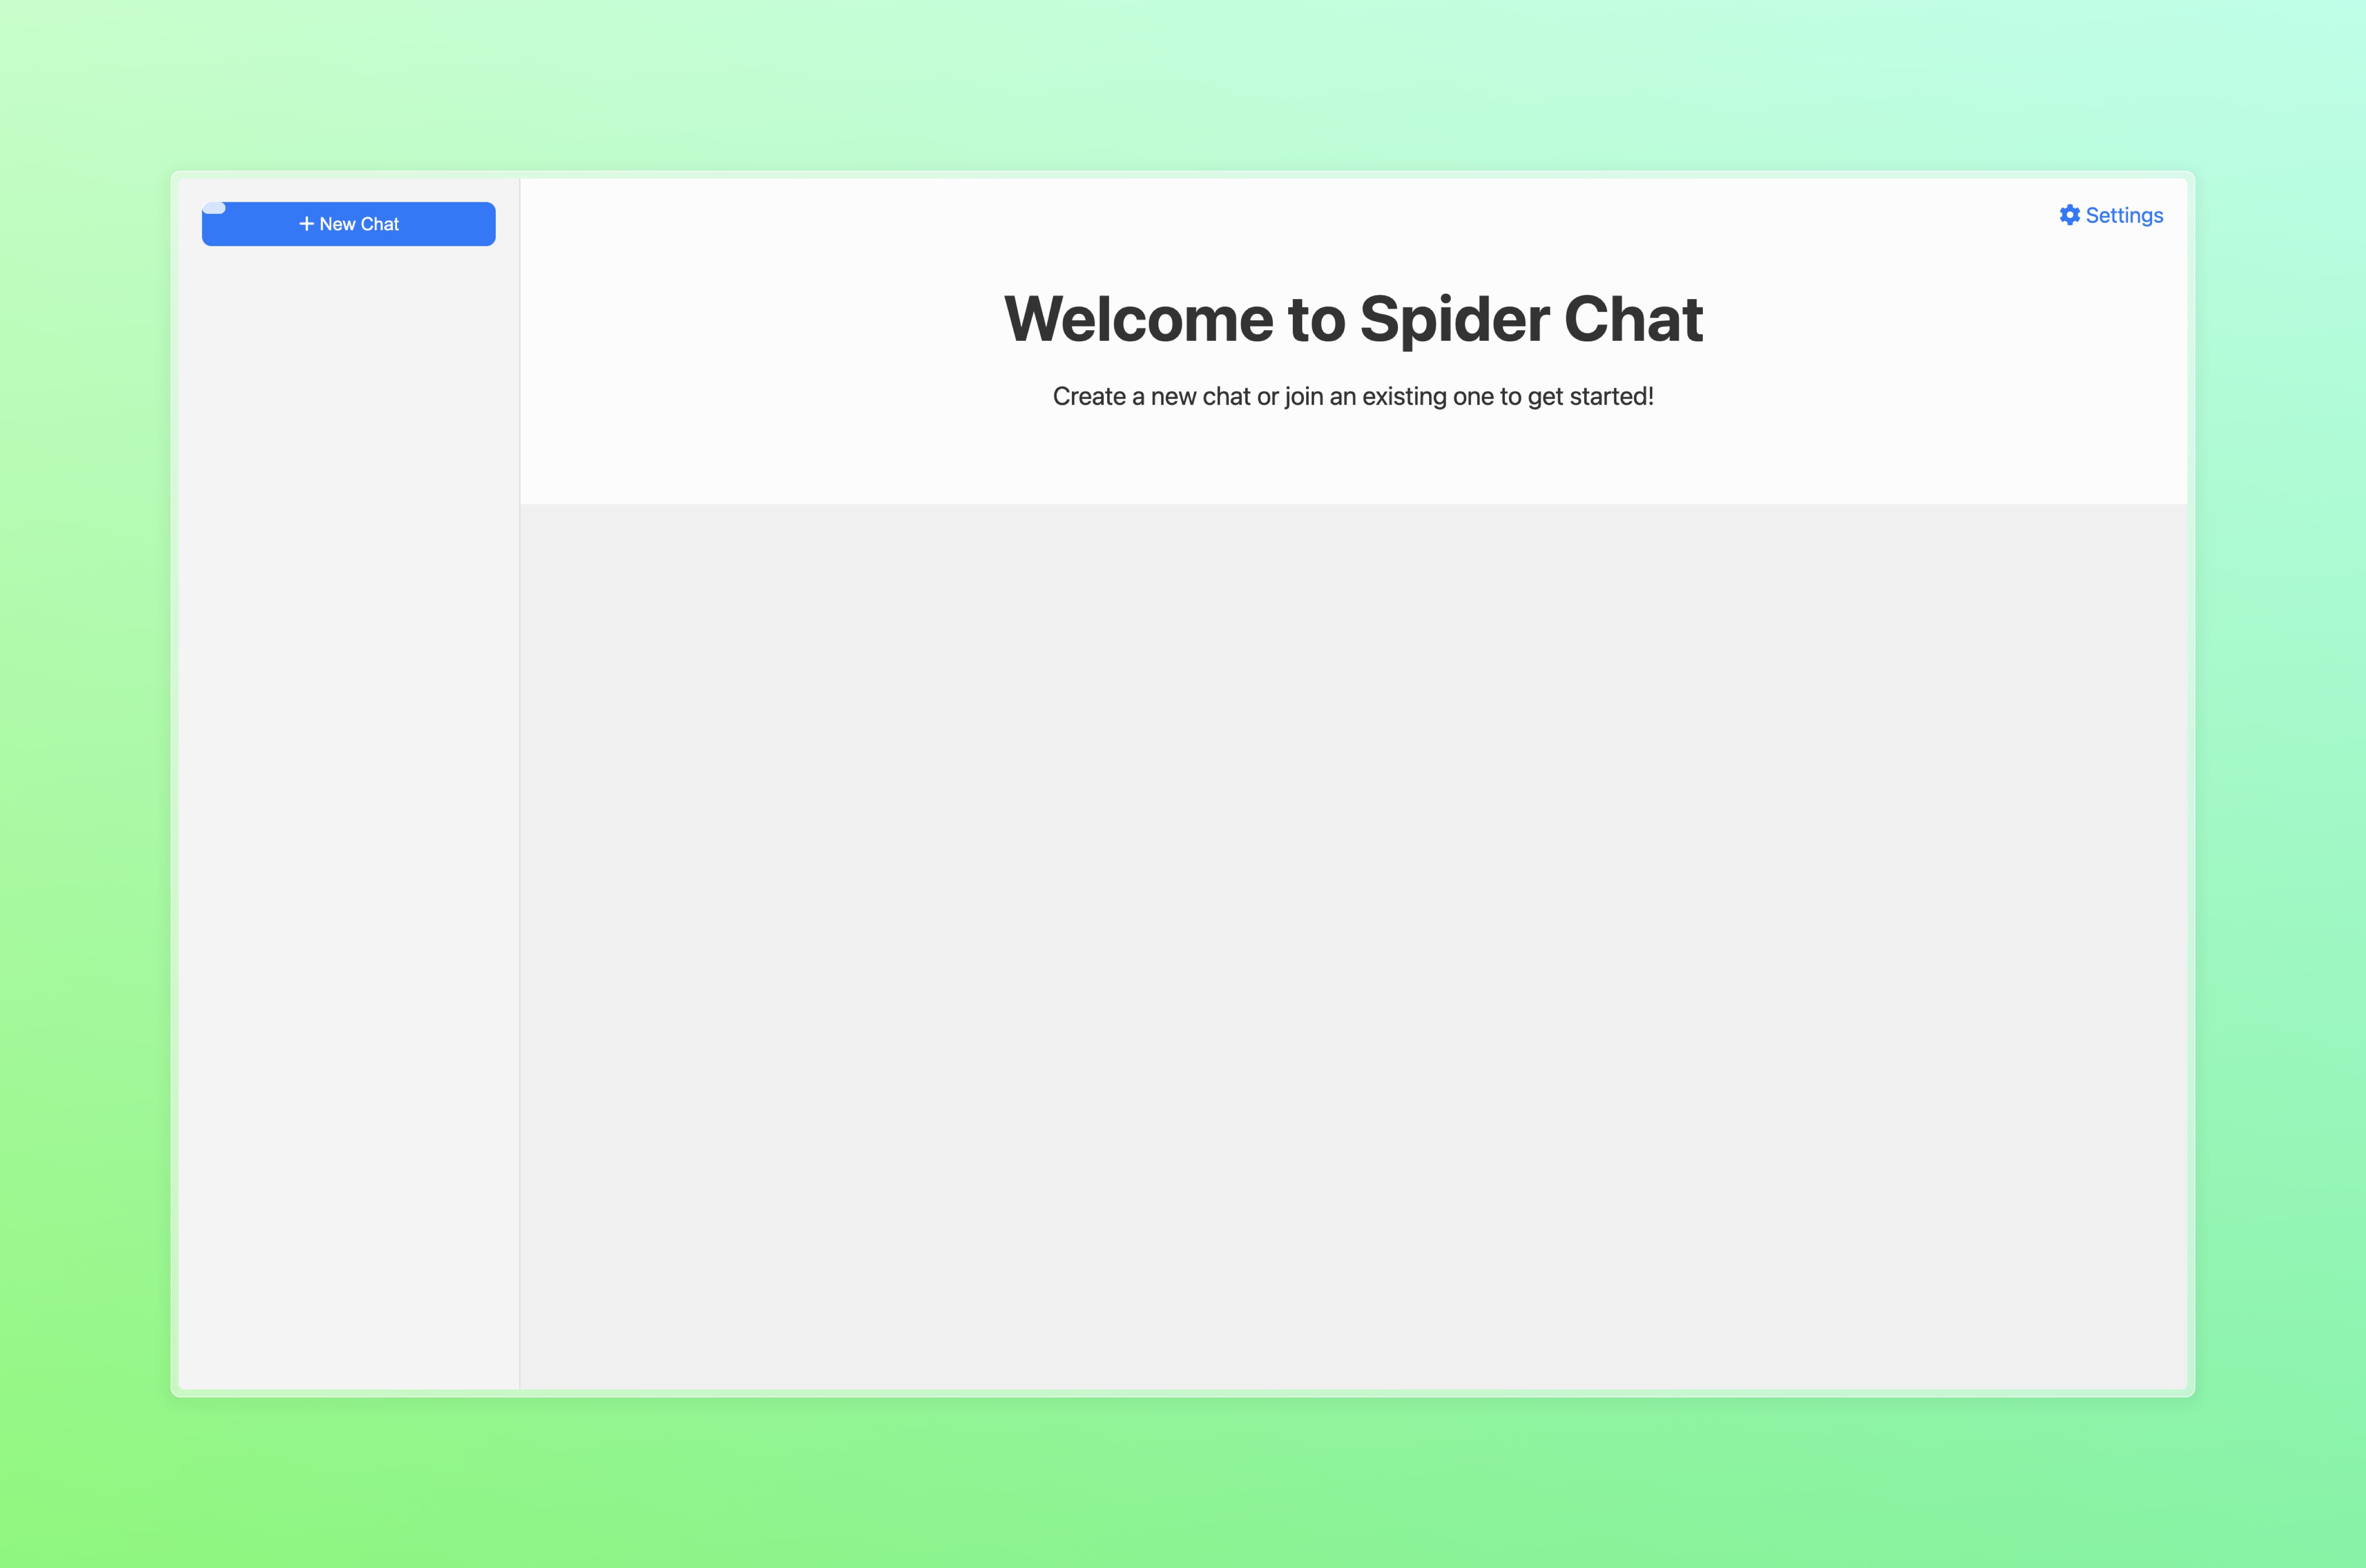 + New Chat
Settings
Welcome to Spider Chat
Create a new chat or join an existing one to get started!